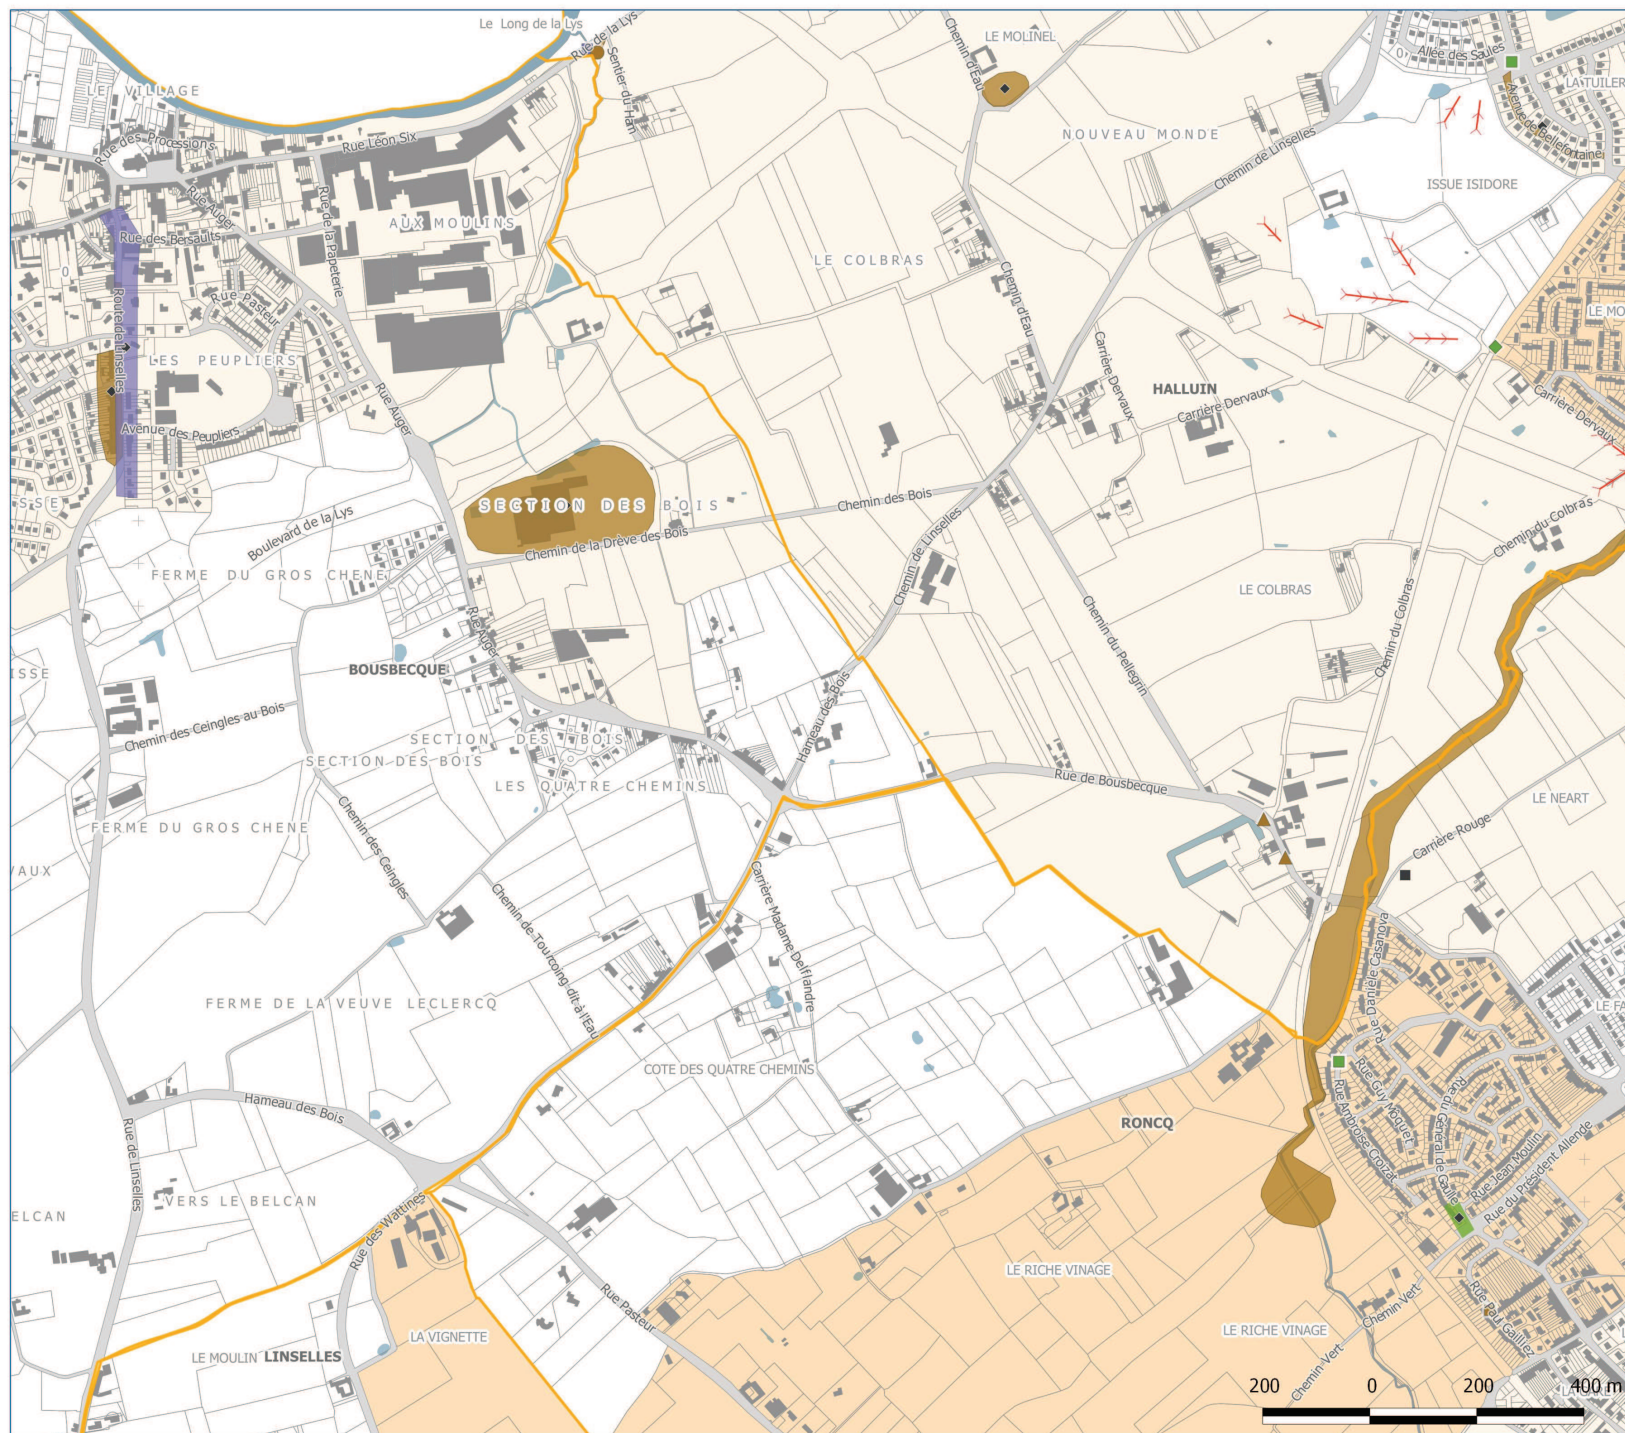 Le Long de la Lys
Rue de la Lys
Sentier du Ham
Chemin d'Eau
LE MOLINEL
Allée des Saules
0
LA TUILER
Avenue de Bellefontaine
LE VILLAGE
Rue des Processions
Rue Léon Six
NOUVEAU MONDE
Chemin de Linselles
ISSUE ISIDORE
Rue Auger
Rue de la Papeterie
AUX MOULINS
Rue des Bersaults
LE COLBRAS
0
Rue Pasteur
Route de Linselles
Chemin d'Eau
LE MO
LES PEUPLIERS
Carrière Dervaux
HALLUIN
Carrière Dervaux
Carrière Dervaux
Rue Auger
Avenue des Peupliers
SSE
SECTION DES BOIS
Chemin des Bois
Boulevard de la Lys
Chemin de la Drève des Bois
Chemin de Linselles
Chemin du Colbras
FERME DU GROS CHENE
LE COLBRAS
Rue Auger
Chemin du Pellegrin
Chemin du Colbras
ISSE
BOUSBECQUE
Hameau des Bois
Chemin des Ceingles au Bois
SECTION DES BOIS
SECTION DES BOIS
LES QUATRE CHEMINS
Rue de Bousbecque
LE NEART
FERME DU GROS CHENE
Chemin des Ceingles
Carrière Rouge
VAUX
Chemin de Tourcoing dit à l'Eau
Carrière Madame Delflandre
Rue Danièle Casanova
FERME DE LA VEUVE LECLERCQ
LE FA
COTE DES QUATRE CHEMINS
Rue Guy Môquet
Rue du Général de Gaulle
Hameau des Bois
Rue Ambroise Croizat
RONCQ
Rue de Linselles
Rue Jean Moulin
Rue du Président Allende
VERS LE BELCAN
ELCAN
Rue des Wattines
LE RICHE VINAGE
Rue Pasteur
Chemin Vert
Rue Paul Gailliez
LA VIGNETTE
LE RICHE VINAGE
LE MOULIN
LINSELLES
Chemin Vert
200 0 200 400 m